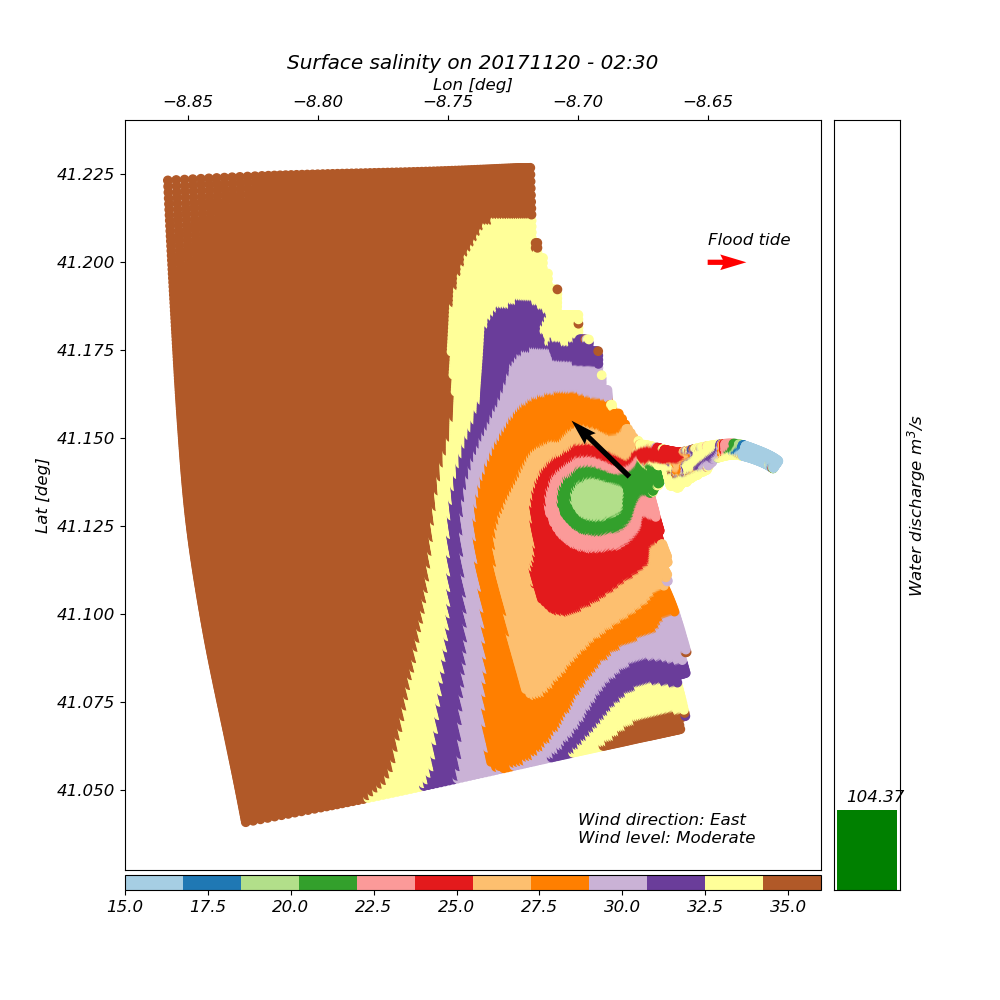 Surface salinity on 20171120 - 02:30
Lon [deg]
−8.85 −8.80 −8.75 −8.70 −8.65
41.225
41.200
41.175
41.150
41.125
41.100
41.075
41.050
Lat [deg]
Flood tide
Water discharge m³/s
104.37
Wind direction: East
Wind level: Moderate
15.0 17.5 20.0 22.5 25.0 27.5 30.0 32.5 35.0